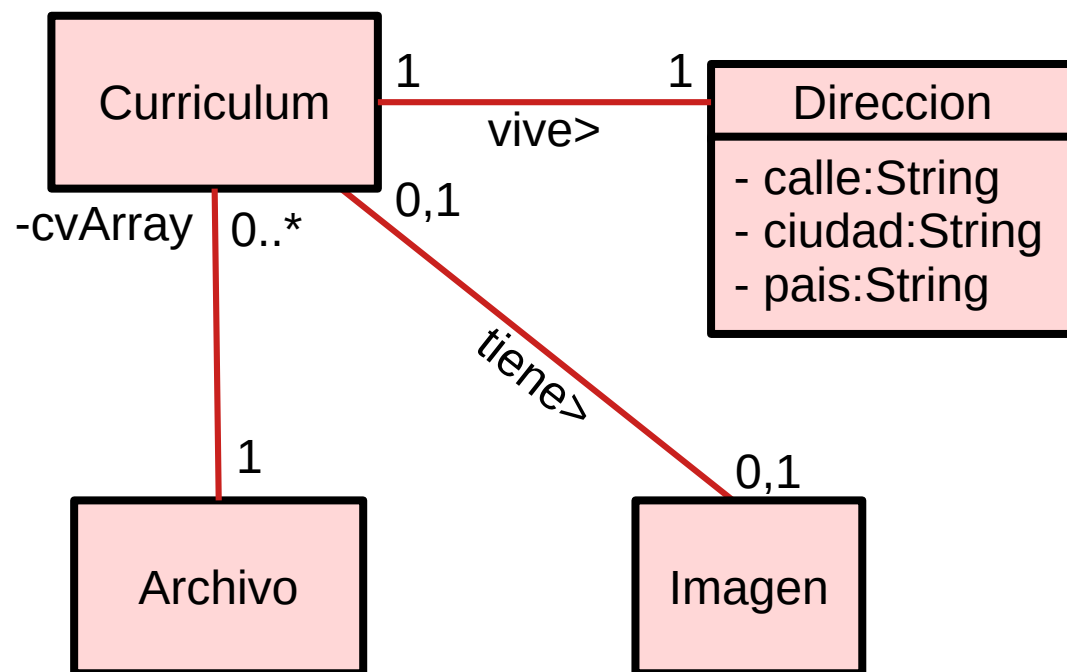 Curriculum
1
1
vive>
Direccion
- calle:String
- ciudad:String
- pais:String
-cvArray
0..*
0,1
tiene>
1
0,1
Archivo
Imagen